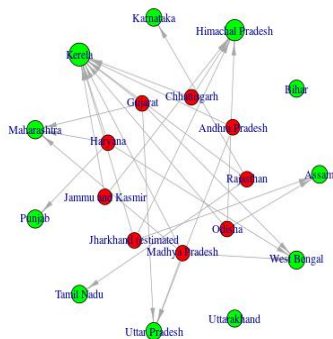 Karnataka
Himachal Pradesh
Kerela
Bihar
Chhatisgarh
Gujarat
Andhra Pradesh
Maharashtra
Haryana
Assam
Rajasthan
Jammu and Kasmir
Punjab
Odisha
Jharkhand (estimated
Madhya Pradesh
West Bengal
Tamil Nadu
Uttarakhand
Uttar Pradesh